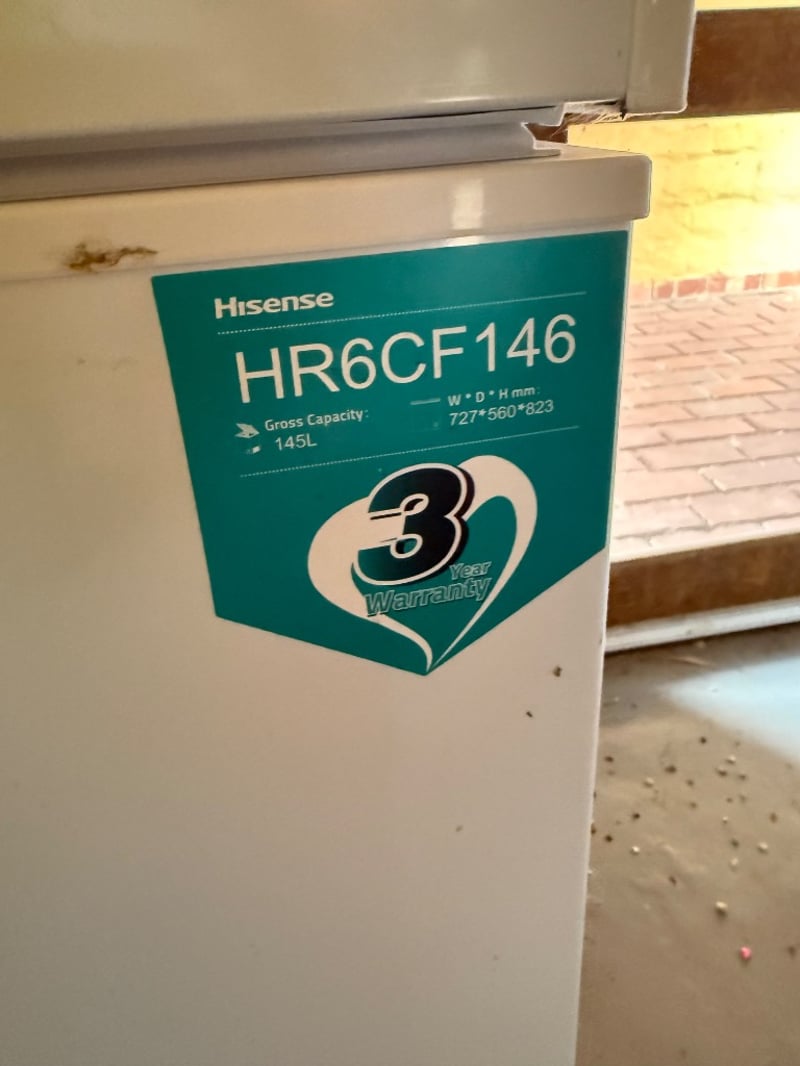 Hisense
HR6CF146
Gross Capacity:
145L
W * D * H mm:
727*560*823
3
Year
Warranty